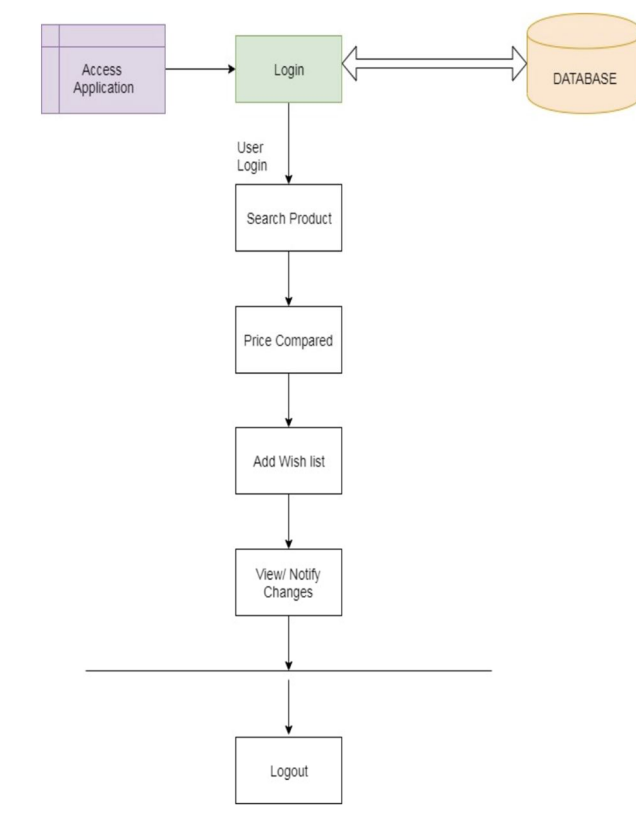 Access
Application
Login
DATABASE
User
Login
Search Product
Price Compared
Add Wish list
View/ Notify
Changes
Logout